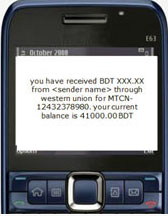 E63
October 2008
you have received BDT XXX.XX
from <sender name> through
western union for MTCN-
12432378980. your current
balance is 41000.00BDT